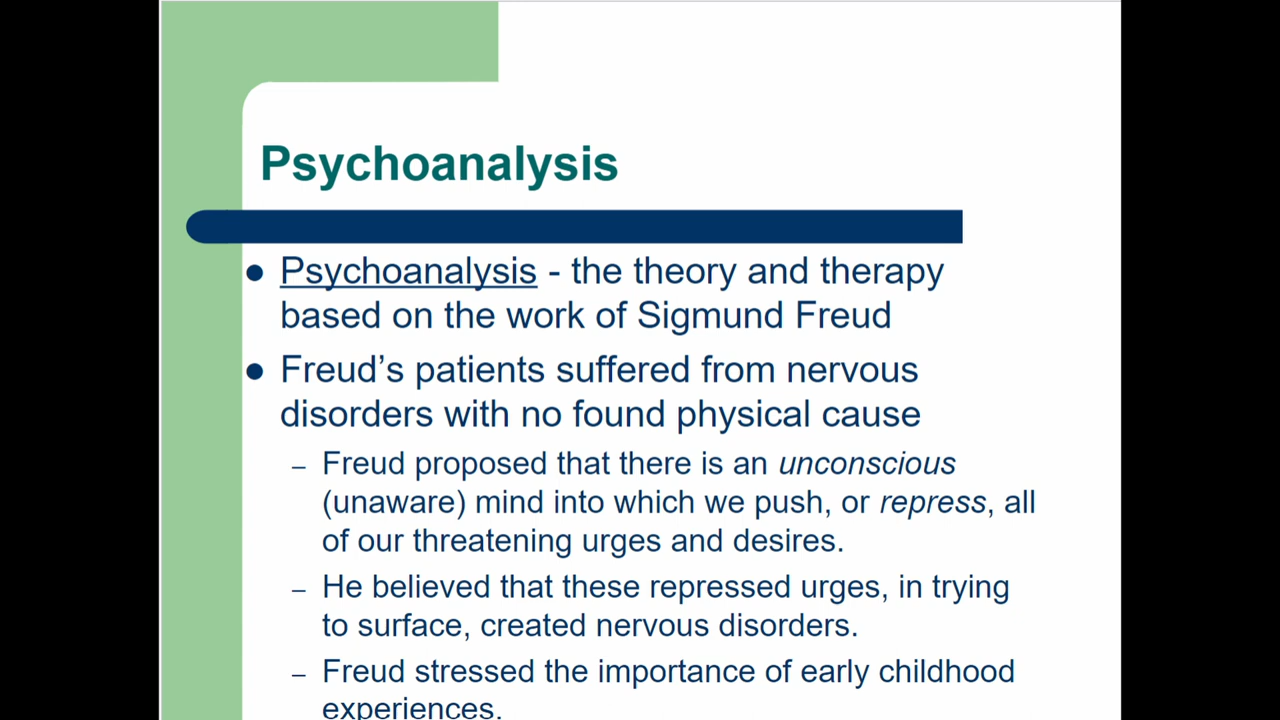 Psychoanalysis
● Psychoanalysis - the theory and therapy
based on the work of Sigmund Freud
● Freud’s patients suffered from nervous
disorders with no found physical cause
– Freud proposed that there is an unconscious
(unaware) mind into which we push, or repress, all
of our threatening urges and desires.
– He believed that these repressed urges, in trying
to surface, created nervous disorders.
– Freud stressed the importance of early childhood
experiences.